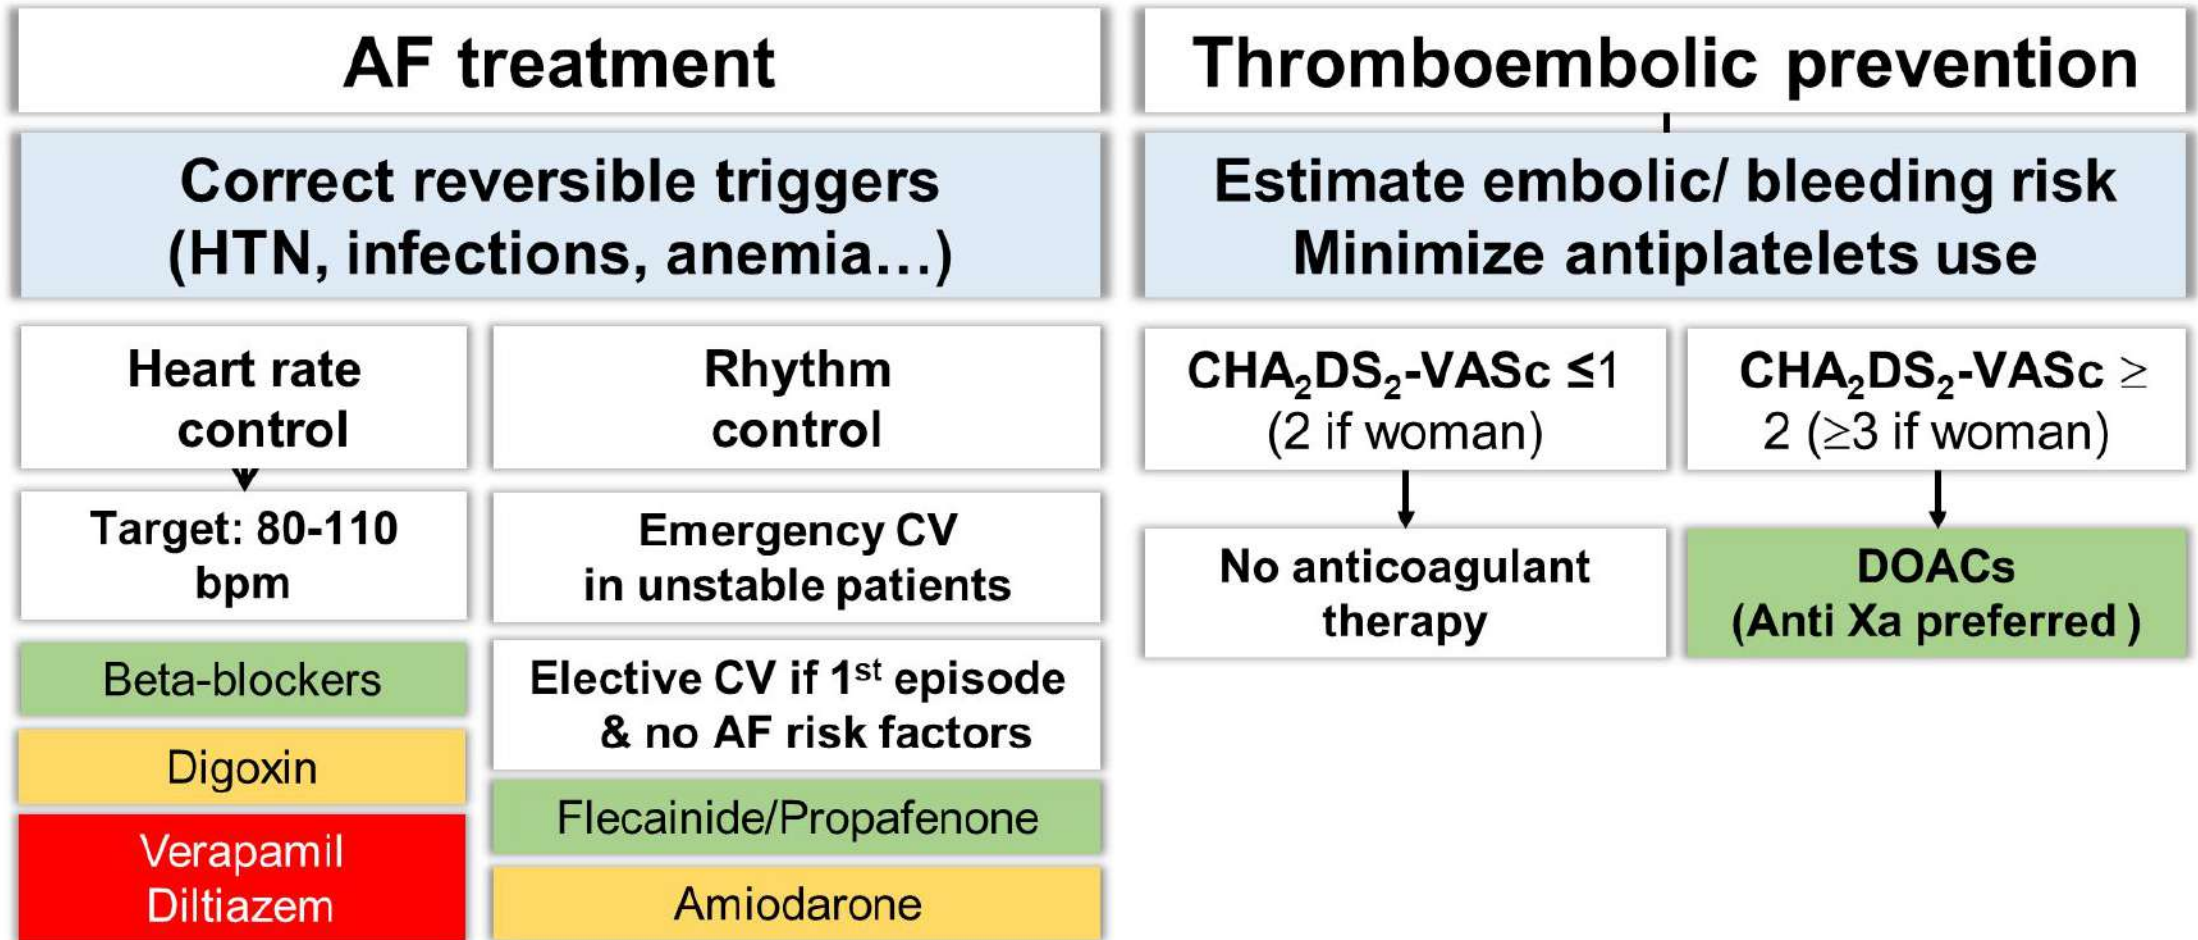 AF treatment
Correct reversible triggers
(HTN, infections, anemia…)
Heart rate
control
Target: 80-110
bpm
Beta-blockers
Digoxin
Verapamil
Diltiazem
Rhythm
control
Emergency CV
in unstable patients
Elective CV if 1st episode
& no AF risk factors
Flecainide/Propafenone
Amiodarone
Thromboembolic prevention
Estimate embolic/ bleeding risk
Minimize antiplatelets use
CHA₂DS₂-VASc ≤1
(2 if woman)
No anticoagulant
therapy
CHA₂DS₂-VASc ≥
2 (≥3 if woman)
DOACs
(Anti Xa preferred )